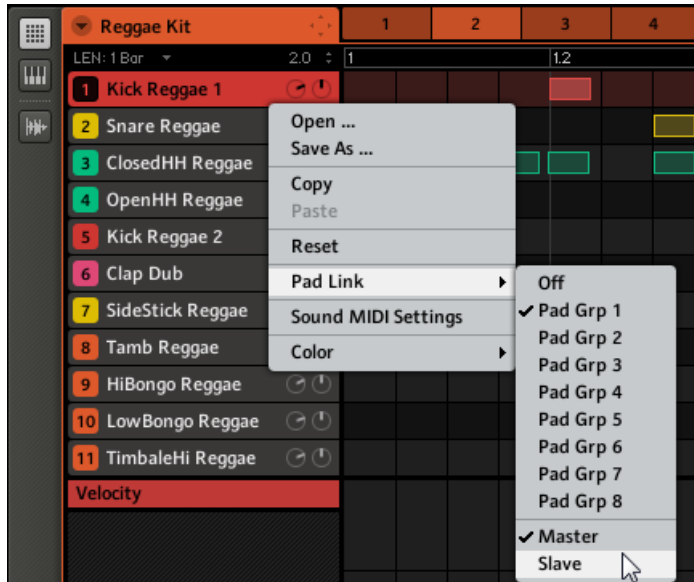 Reggae Kit
1 2 3 4
LEN: 1 Bar 2.0 1 1.2
1 Kick Reggae 1
2 Snare Reggae
3 ClosedHH Reggae
4 OpenHH Reggae
5 Kick Reggae 2
6 Clap Dub
7 SideStick Reggae
8 Tamb Reggae
9 HiBongo Reggae
10 LowBongo Reggae
11 TimbaleHi Reggae
Velocity
Open ...
Save As ...
Copy
Paste
Reset
Pad Link
Sound MIDI Settings
Color
Off
Pad Grp 1
Pad Grp 2
Pad Grp 3
Pad Grp 4
Pad Grp 5
Pad Grp 6
Pad Grp 7
Pad Grp 8
Master
Slave